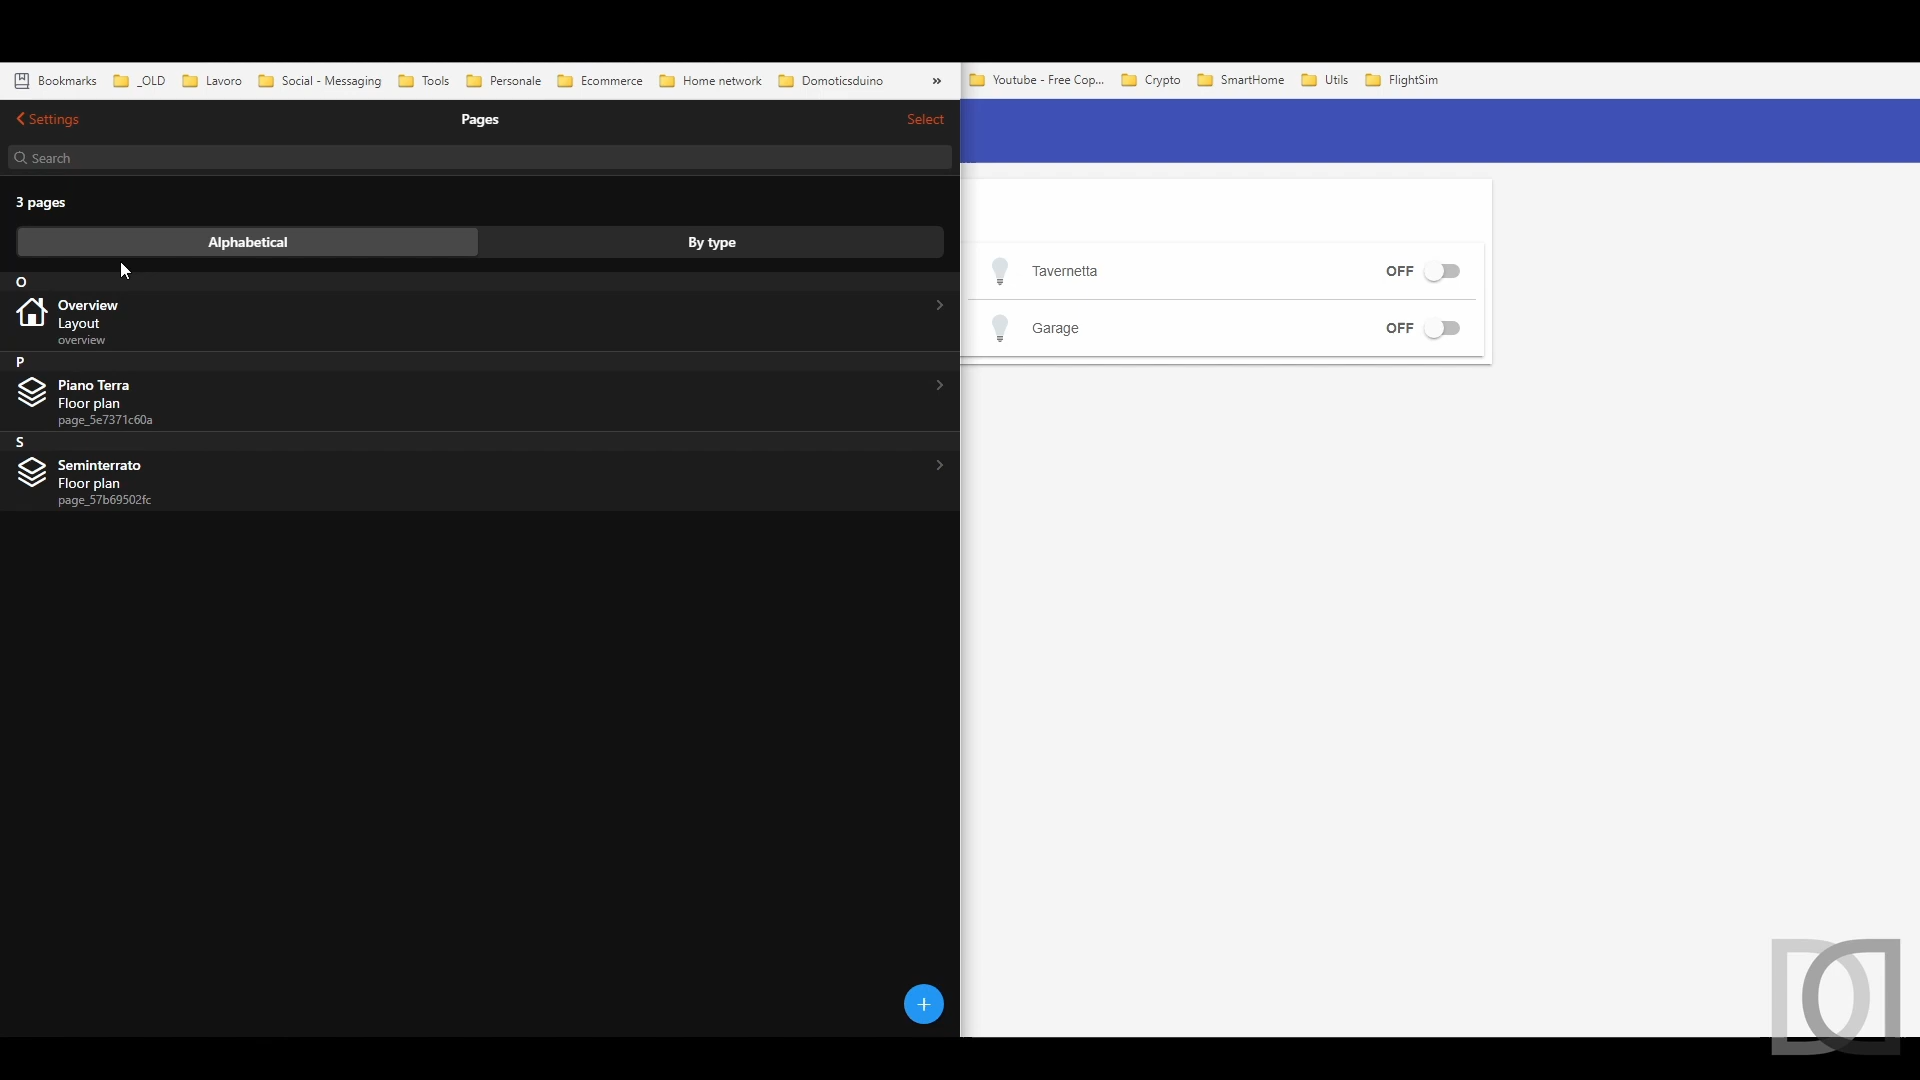 Bookmarks _OLD Lavoro Social - Messaging Tools Personale Ecommerce Home network Domoticsduino »
Youtube - Free Cop... Crypto SmartHome Utils FlightSim
Settings Pages Select
Search
3 pages
Alphabetical By type
O
Overview
Layout
overview
P
Piano Terra
Floor plan
page_5e7371c60a
S
Seminterrato
Floor plan
page_57b69502fc
Tavernetta OFF
Garage OFF